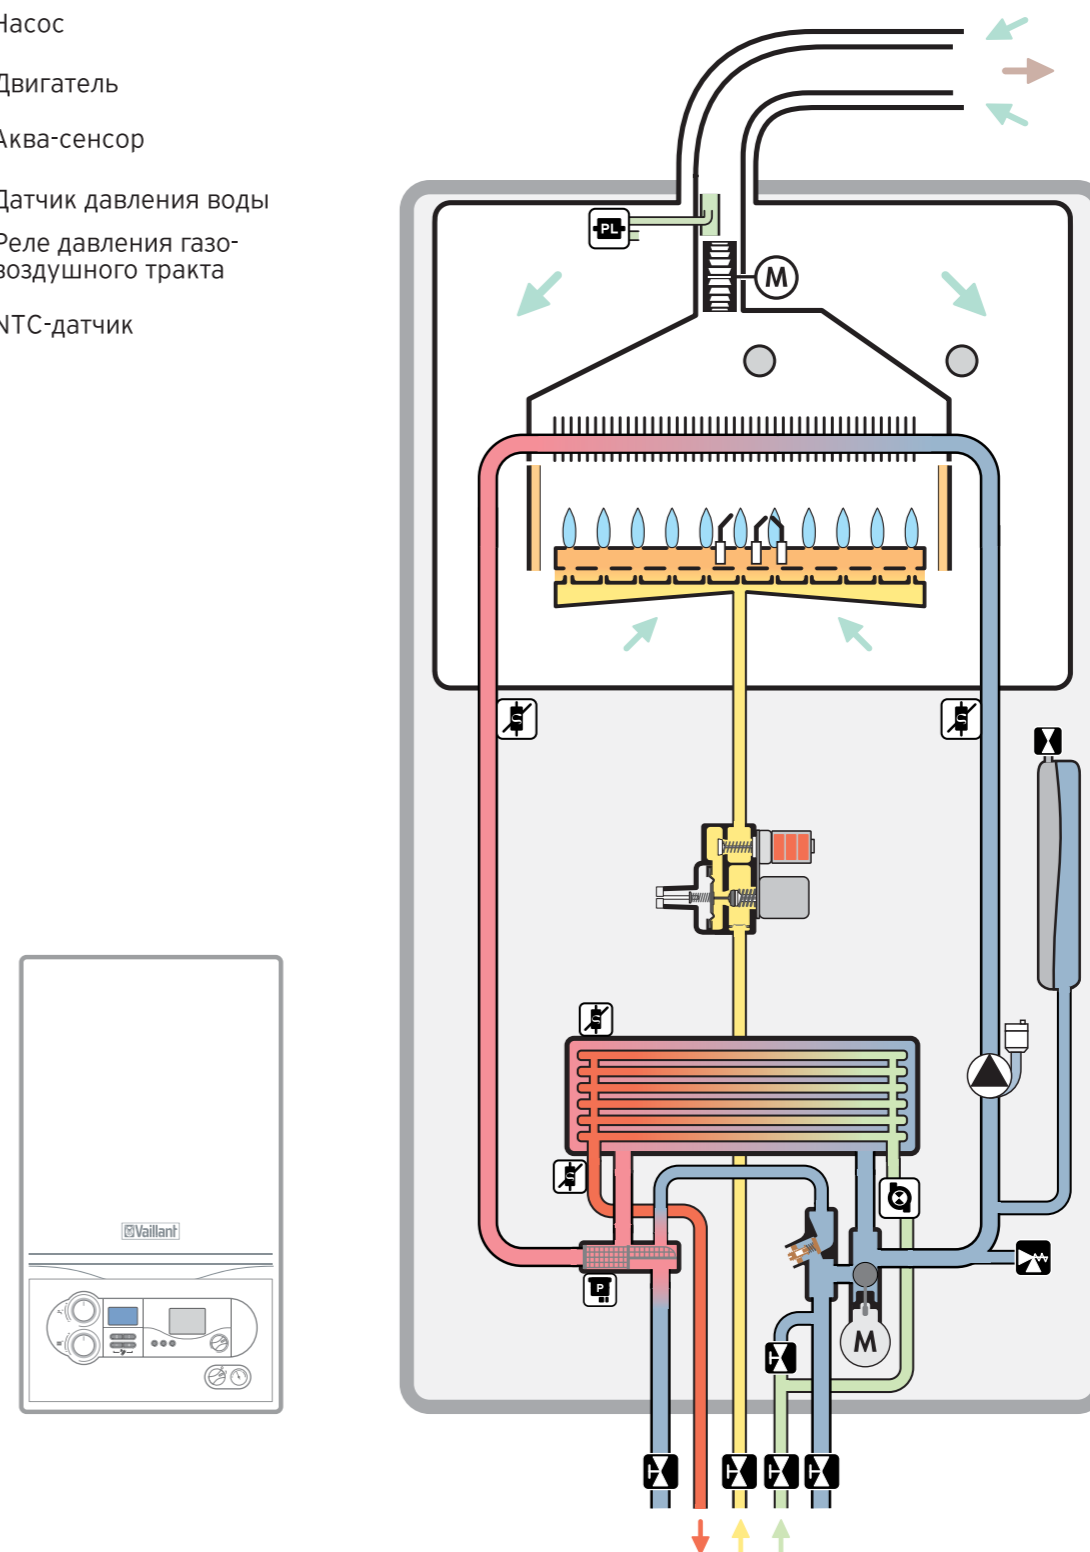 Насос
Двигатель
Аква-сенсор
Датчик давления воды
Реле давления газо-
воздушного тракта
NTC-датчик
PL
M
P
M
Vaillant